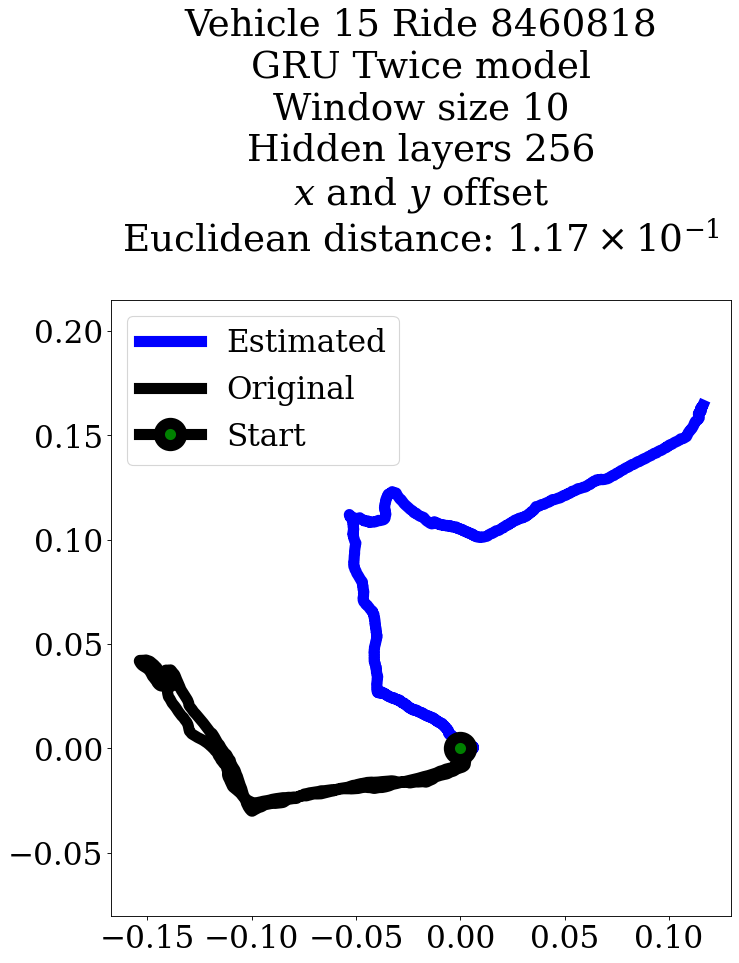 Vehicle 15 Ride 8460818
GRU Twice model
Window size 10
Hidden layers 256
x and y offset
Euclidean distance: 1.17 × 10⁻¹
Estimated
Original
Start
0.20
0.15
0.10
0.05
0.00
−0.05
−0.15 −0.10 −0.05 0.00 0.05 0.10